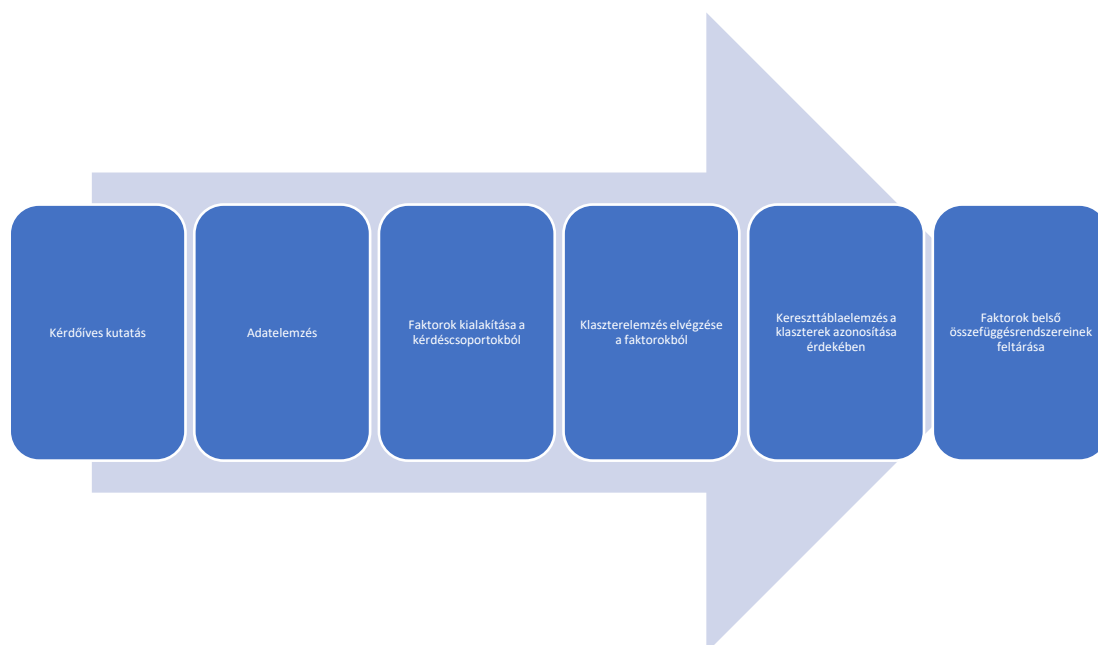 Kérdőíves kutatás
Adatelemzés
Faktorok kialakítása a
kérdéscsoportokból
Klaszterelemzés elvégzése
a faktorokból
Kereszttáblaelemzés a
klaszterek azonosítása
érdekében
Faktorok belső
összefüggésrendszereinek
feltárása